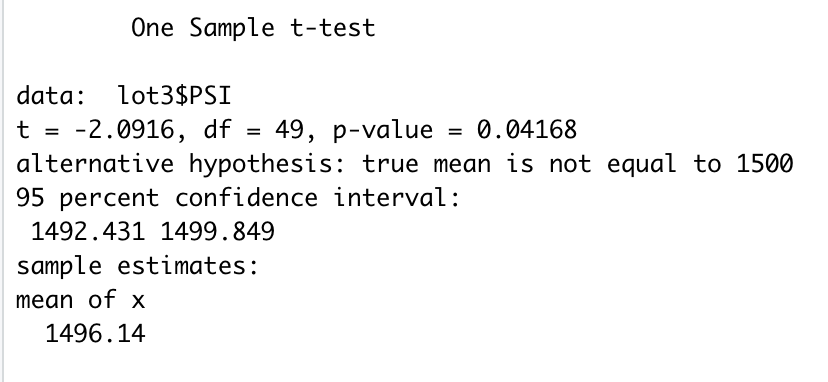 One Sample t-test
data:  lot3$PSI
t = -2.0916, df = 49, p-value = 0.04168
alternative hypothesis: true mean is not equal to 1500
95 percent confidence interval:
 1492.431 1499.849
sample estimates:
mean of x
  1496.14